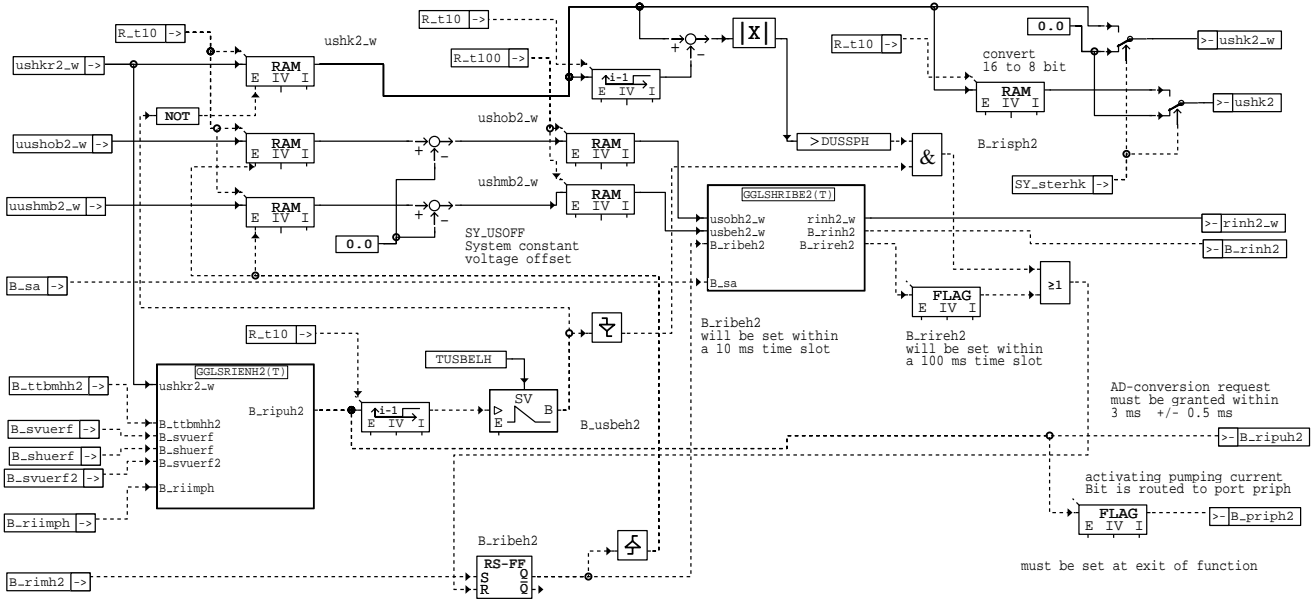 R_t10 ->
ushkr2_w ->
ushk2_w
RAM
E IV I
NOT
R_t10 ->
R_t100 ->
i-1
E IV I
+
-
|X|
R_t10 ->
convert
16 to 8 bit
RAM
E IV I
B_risph2
0.0
>- ushk2_w
>- ushk2
SY_sterhk ->
uushob2_w ->
RAM
E IV I
+
-
ushob2_w
RAM
E IV I
>DUSSPH
&
uushmb2_w ->
RAM
E IV I
+
-
0.0
ushmb2_w
RAM
E IV I
SY_USOFF
System constant
voltage offset
GGLSHRIBE2(T)
usobh2_w
usbeh2_w
B_ribeh2
B_sa
rinh2_w
B_rinh2
B_rireh2
>- rinh2_w
>- B_rinh2
B_sa ->
B_ribeh2
will be set within
a 10 ms time slot
FLAG
E IV I
B_rireh2
will be set within
a 100 ms time slot
≥1
R_t10 ->
TUSBELH
SV
B
E
B_usbeh2
i-1
E IV I
GGLSRIENH2(T)
ushkr2_w
B_ttbmhh2
B_svuerf
B_shuerf
B_svuerf2
B_riimph
B_ripuh2
B_ttbmhh2 ->
B_svuerf ->
B_shuerf ->
B_svuerf2 ->
B_riimph ->
AD-conversion request
must be granted within
3 ms +/- 0.5 ms
>- B_ripuh2
activating pumping current
Bit is routed to port priph
FLAG
E IV I
>- B_priph2
must be set at exit of function
B_rimh2 ->
B_ribeh2
RS-FF
S Q
R Q